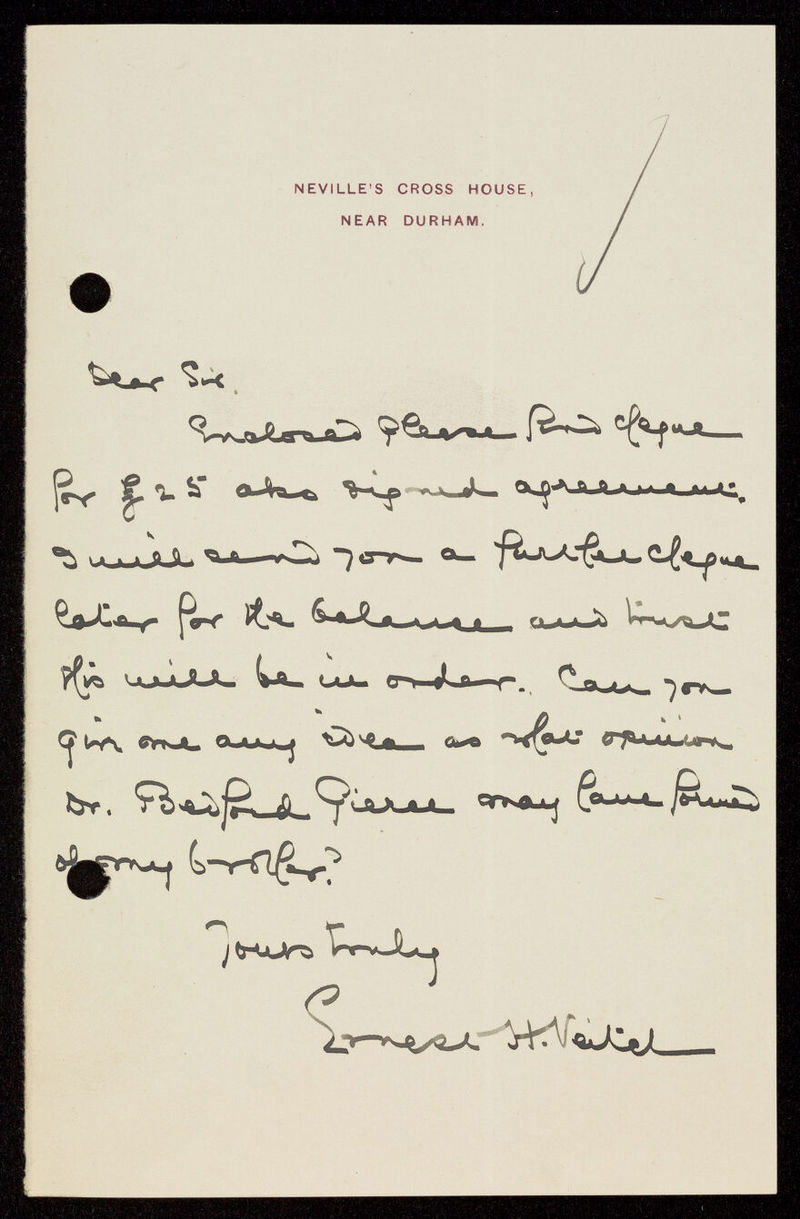 NEVILLE'S CROSS HOUSE,
NEAR DURHAM.
Dear Sir.
Enclosed please find cheque
for £25 also signed agreement.
I will send you a further cheque
later for the balance and trust
this will be in order. Can you
give me any idea as what opinion
Dr. Bedford Pierce may have formed
of my brother?
Yours truly
Ernest H. Veitch